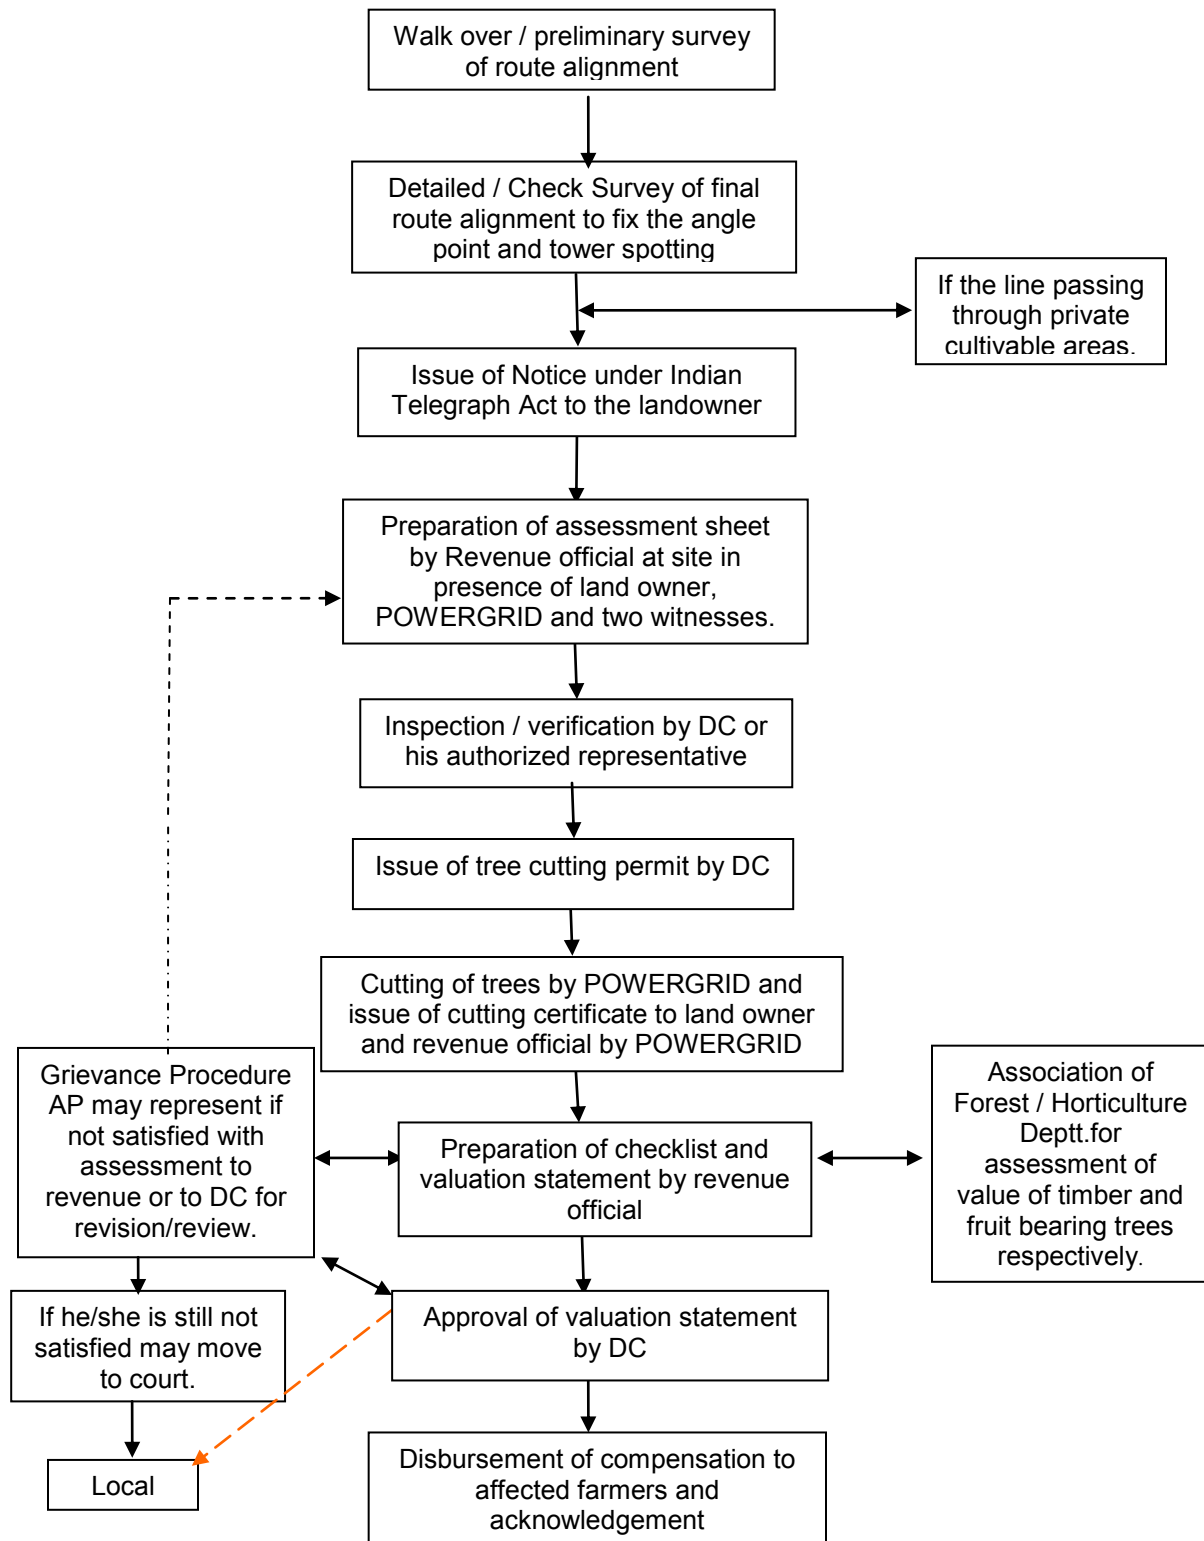 Walk over / preliminary survey
of route alignment
Detailed / Check Survey of final
route alignment to fix the angle
point and tower spotting
If the line passing
through private
cultivable areas.
Issue of Notice under Indian
Telegraph Act to the landowner
Preparation of assessment sheet
by Revenue official at site in
presence of land owner,
POWERGRID and two witnesses.
Inspection / verification by DC or
his authorized representative
Issue of tree cutting permit by DC
Cutting of trees by POWERGRID and
issue of cutting certificate to land owner
and revenue official by POWERGRID
Grievance Procedure
AP may represent if
not satisfied with
assessment to
revenue or to DC for
revision/review.
Preparation of checklist and
valuation statement by revenue
official
Association of
Forest / Horticulture
Deptt.for
assessment of
value of timber and
fruit bearing trees
respectively.
If he/she is still not
satisfied may move
to court.
Approval of valuation statement
by DC
Local
Disbursement of compensation to
affected farmers and
acknowledgement